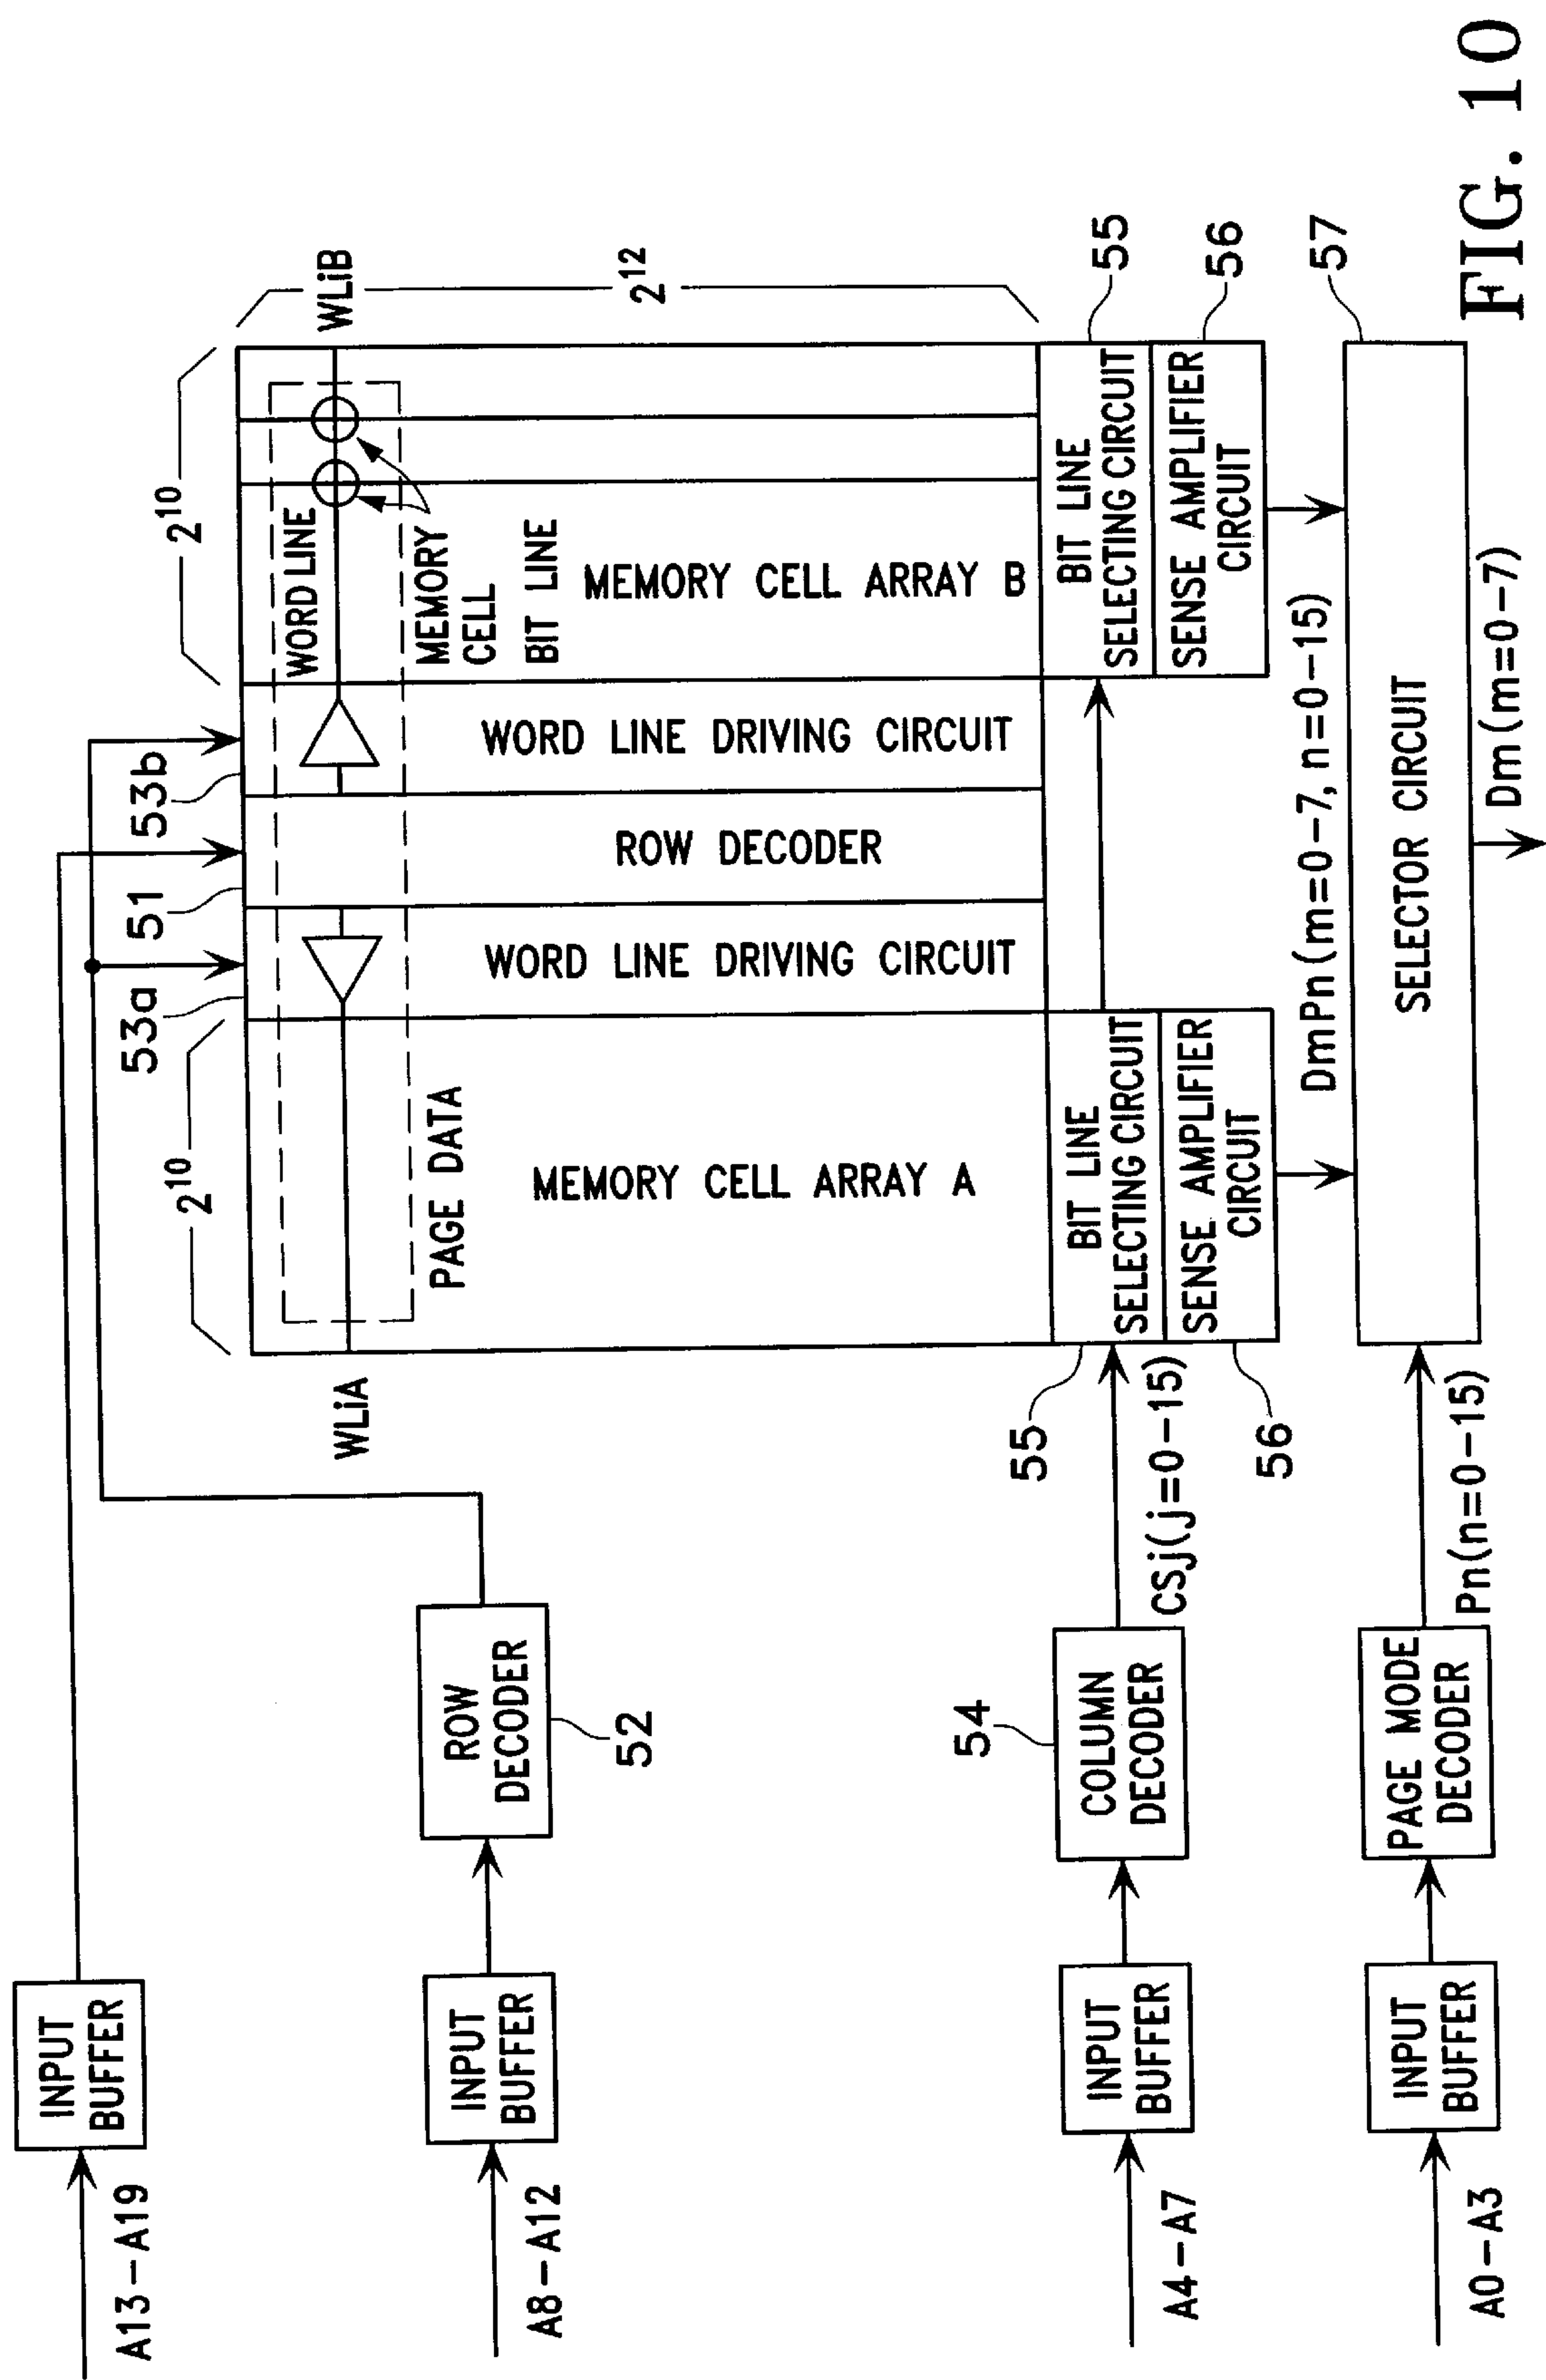 A13-A19
INPUT
BUFFER
A8-A12
INPUT
BUFFER
ROW
DECODER
52
A4-A7
INPUT
BUFFER
COLUMN
DECODER
54
CSj(j=0-15)
A0-A3
INPUT
BUFFER
PAGE MODE
DECODER
Pn(n=0-15)
2^10
53a
51
53b
2^10
WLiA
WLiB
2^12
PAGE DATA
WORD LINE
MEMORY
CELL
BIT LINE
MEMORY CELL ARRAY A
WORD LINE DRIVING CIRCUIT
ROW DECODER
WORD LINE DRIVING CIRCUIT
MEMORY CELL ARRAY B
55
BIT LINE
SELECTING CIRCUIT
56
SENSE AMPLIFIER
CIRCUIT
BIT LINE
SELECTING CIRCUIT
55
SENSE AMPLIFIER
CIRCUIT
56
DmPn(m=0-7, n=0-15)
57
SELECTOR CIRCUIT
Dm(m=0-7)
FIG. 10